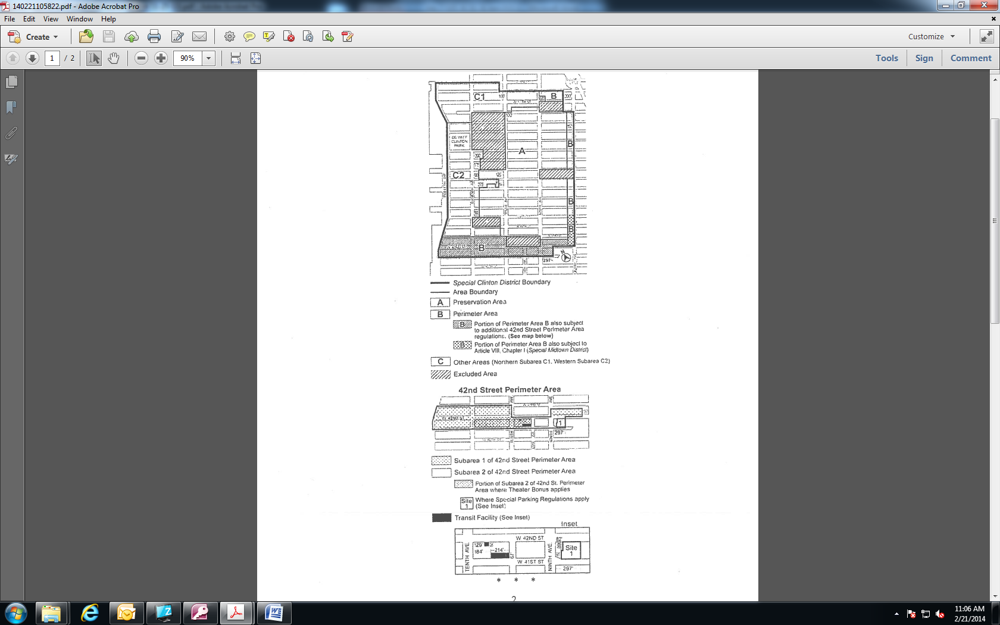 140221105822.pdf - Adobe Acrobat Pro
File Edit View Window Help
Create
Customize
1 / 2
90%
Tools Sign Comment
C1
B
DE WITT
CLINTON
PARK
A
B
C2
B
B
B
297'
Special Clinton District Boundary
Area Boundary
A Preservation Area
B Perimeter Area
B Portion of Perimeter Area B also subject
to additional 42nd Street Perimeter Area
regulations. (See map below)
B Portion of Perimeter Area B also subject to
Article VIII, Chapter I (Special Midtown District)
C Other Areas (Northern Subarea C1, Western Subarea C2)
Excluded Area
42nd Street Perimeter Area
W 42ND ST
1
297'
Subarea 1 of 42nd Street Perimeter Area
Subarea 2 of 42nd Street Perimeter Area
Portion of Subarea 2 of 42nd St. Perimeter
Area where Theater Bonus applies
Site
1
Where Special Parking Regulations apply
(See Inset)
Transit Facility (See Inset)
Inset
W 42ND ST
129'
184'
214'
67'
TENTH AVE.
NINTH AVE.
Site
1
W 41ST ST
297'
* * *
2
11:06 AM
2/21/2014